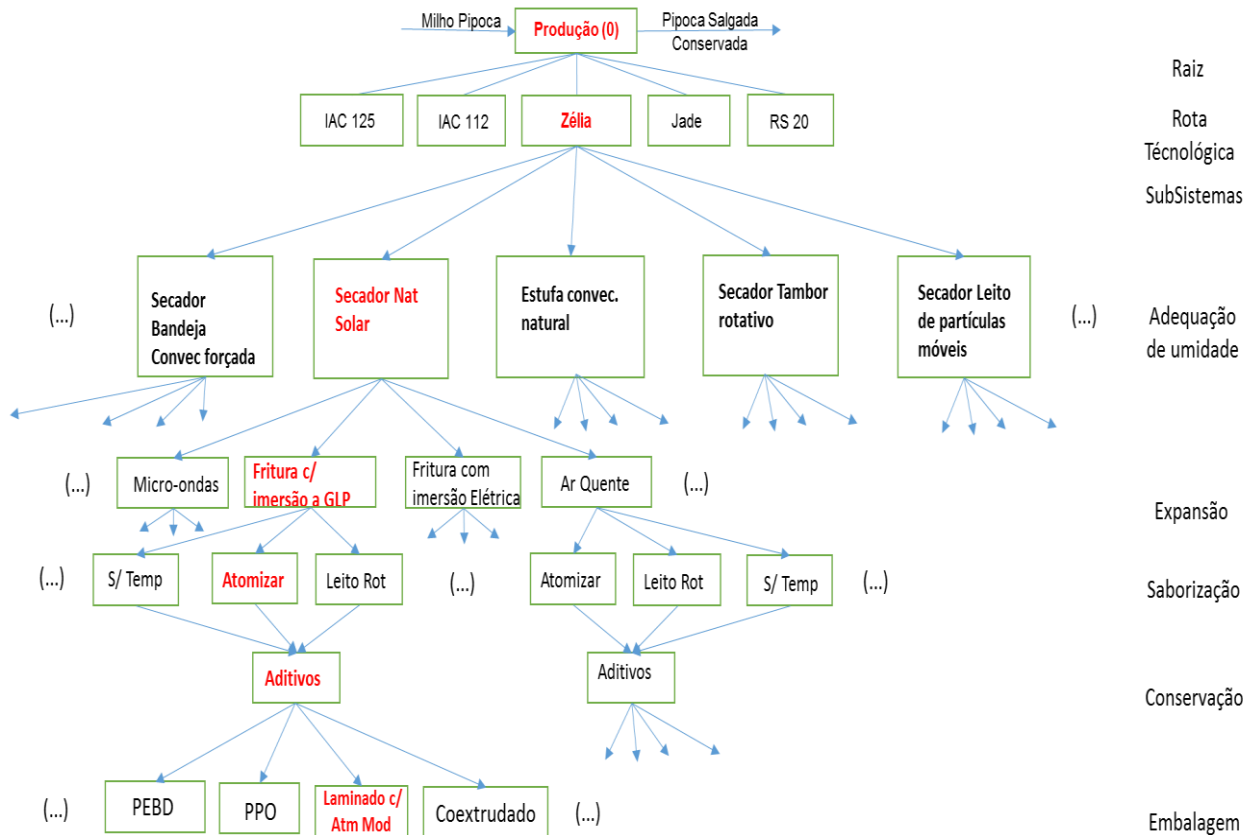 Milho Pipoca
Produção (0)
Pipoca Salgada
Conservada
Raiz
IAC 125
IAC 112
Zélia
Jade
RS 20
Rota
Técnológica
SubSistemas
(...)
Secador
Bandeja
Convec forçada
Secador Nat
Solar
Estufa convec.
natural
Secador Tambor
rotativo
Secador Leito
de partículas
móveis
(...)
Adequação
de umidade
(...)
Micro-ondas
Fritura c/
imersão a GLP
Fritura com
imersão Elétrica
Ar Quente
(...)
Expansão
(...)
S/ Temp
Atomizar
Leito Rot
(...)
Atomizar
Leito Rot
S/ Temp
(...)
Saborização
Aditivos
Aditivos
Conservação
(...)
PEBD
PPO
Laminado c/
Atm Mod
Coextrudado
(...)
Embalagem